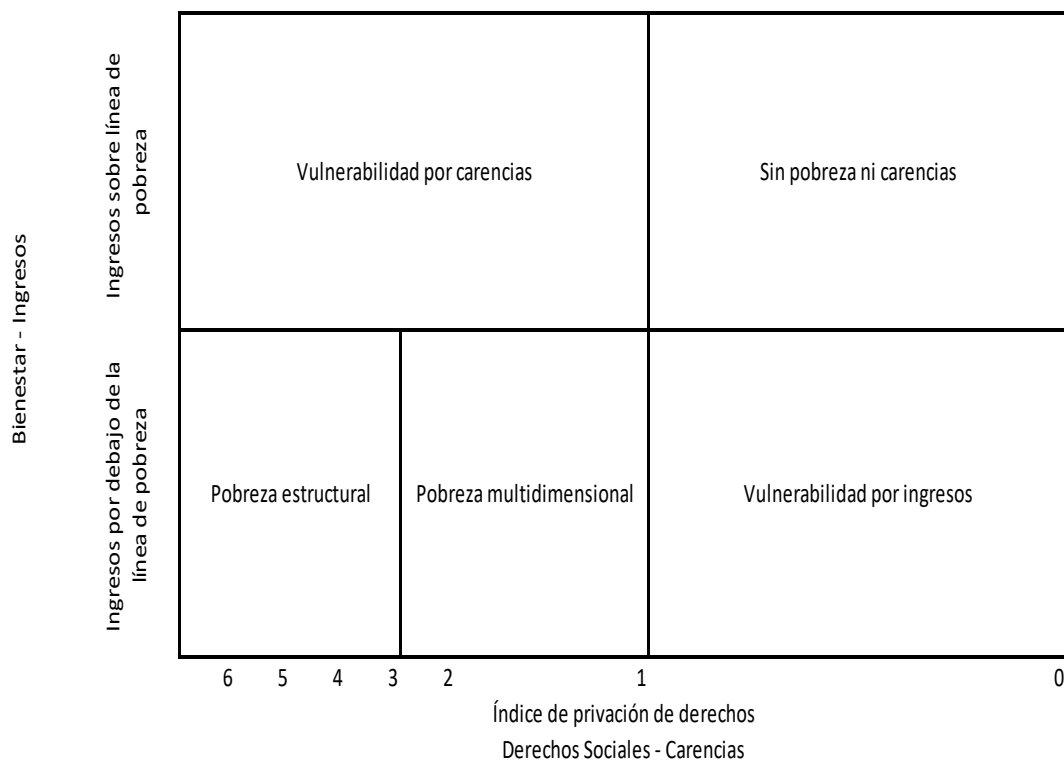 Bienestar - Ingresos
Ingresos sobre línea de
pobreza
Ingresos por debajo de la
línea de pobreza
Vulnerabilidad por carencias
Sin pobreza ni carencias
Pobreza estructural
Pobreza multidimensional
Vulnerabilidad por ingresos
6 5 4 3 2 1 0
Índice de privación de derechos
Derechos Sociales - Carencias